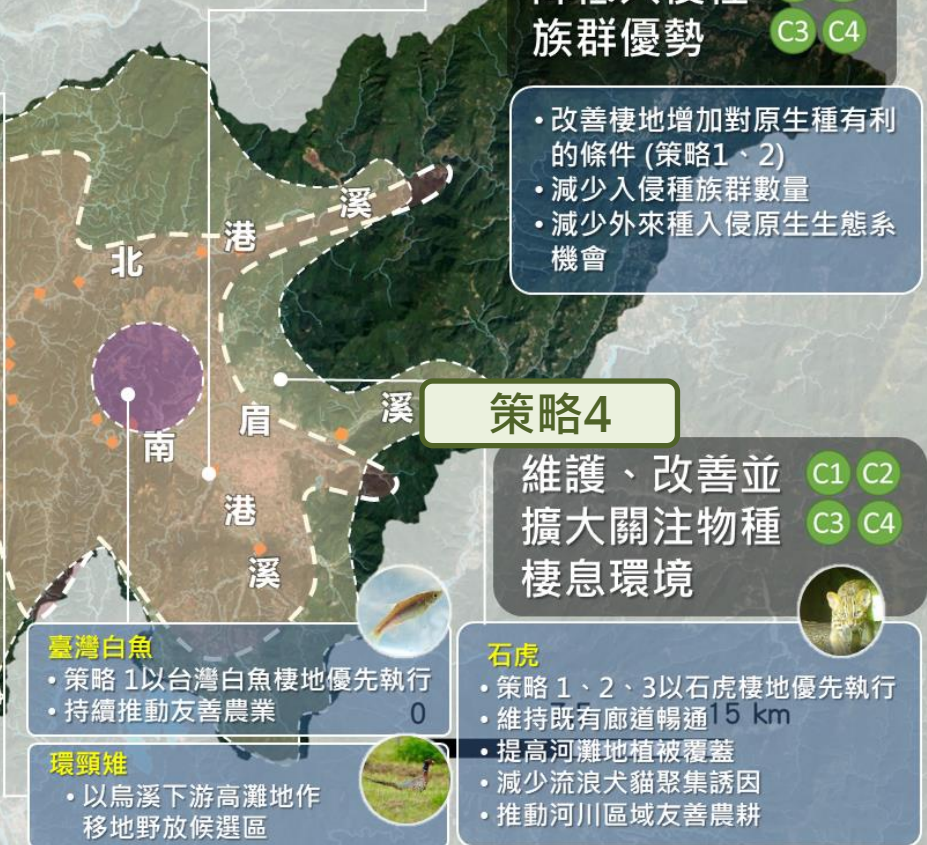 族群優勢
C3 C4
•改善棲地增加對原生種有利
的條件 (策略1、2)
•減少入侵種族群數量
•減少外來種入侵原生生態系
機會
溪
港
北
溪
眉
南
港
溪
策略4
維護、改善並
擴大關注物種
棲息環境
C1 C2
C3 C4
臺灣白魚
•策略 1以台灣白魚棲地優先執行
•持續推動友善農業
0
環頸雉
•以烏溪下游高灘地作
移地野放候選區
石虎
•策略 1、2、3以石虎棲地優先執行
•維持既有廊道暢通
15 km
•提高河灘地植被覆蓋
•減少流浪犬貓聚集誘因
•推動河川區域友善農耕